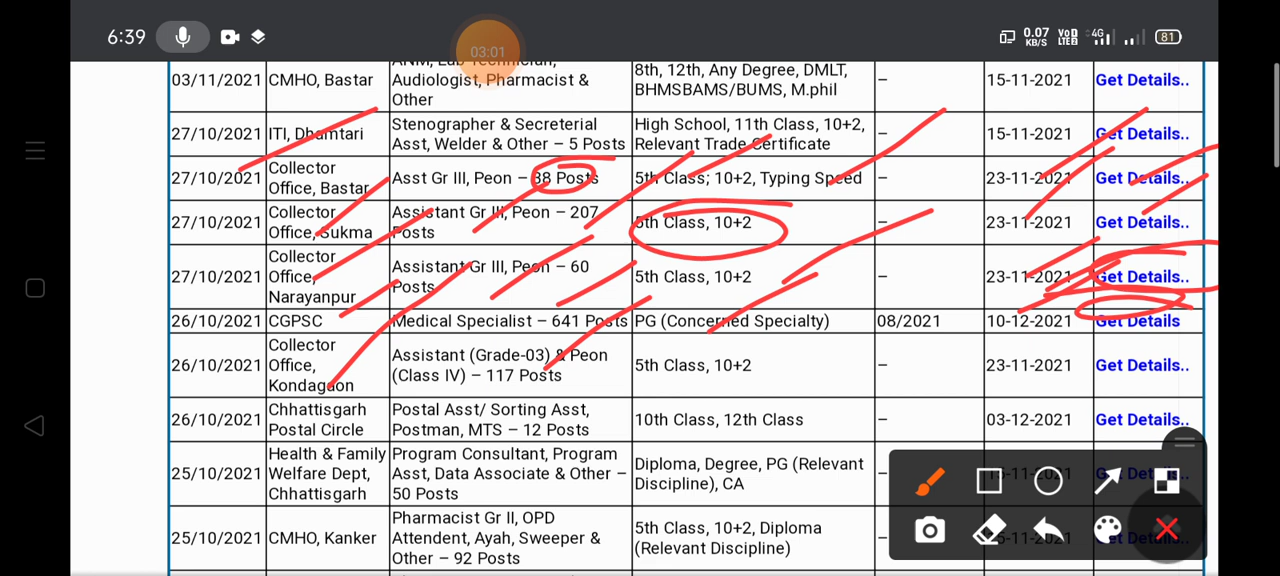 6:39
03:01
0.07
KB/S
VoD
LTE2
4G
81
03/11/2021 CMHO, Bastar ANM, Lab Technician,
Audiologist, Pharmacist &
Other 8th, 12th, Any Degree, DMLT,
BHMSBAMS/BUMS, M.phil – 15-11-2021 Get Details..
27/10/2021 ITI, Dhamtari Stenographer & Secreterial
Asst, Welder & Other – 5 Posts High School, 11th Class, 10+2,
Relevant Trade Certificate – 15-11-2021 Get Details..
27/10/2021 Collector
Office, Bastar Asst Gr III, Peon – 88 Posts 5th Class; 10+2, Typing Speed – 23-11-2021 Get Details..
27/10/2021 Collector
Office, Sukma Assistant Gr III, Peon – 207
Posts 5th Class, 10+2 – 23-11-2021 Get Details..
27/10/2021 Collector
Office,
Narayanpur Assistant Gr III, Peon – 60
Posts 5th Class, 10+2 – 23-11-2021 Get Details..
26/10/2021 CGPSC Medical Specialist – 641 Posts PG (Concerned Specialty) 08/2021 10-12-2021 Get Details
26/10/2021 Collector
Office,
Kondagaon Assistant (Grade-03) & Peon
(Class IV) – 117 Posts 5th Class, 10+2 – 23-11-2021 Get Details..
26/10/2021 Chhattisgarh
Postal Circle Postal Asst/ Sorting Asst,
Postman, MTS – 12 Posts 10th Class, 12th Class – 03-12-2021 Get Details..
25/10/2021 Health & Family
Welfare Dept,
Chhattisgarh Program Consultant, Program
Asst, Data Associate & Other –
50 Posts Diploma, Degree, PG (Relevant
Discipline), CA Get Details..
25/10/2021 CMHO, Kanker Pharmacist Gr II, OPD
Attendent, Ayah, Sweeper &
Other – 92 Posts 5th Class, 10+2, Diploma
(Relevant Discipline)